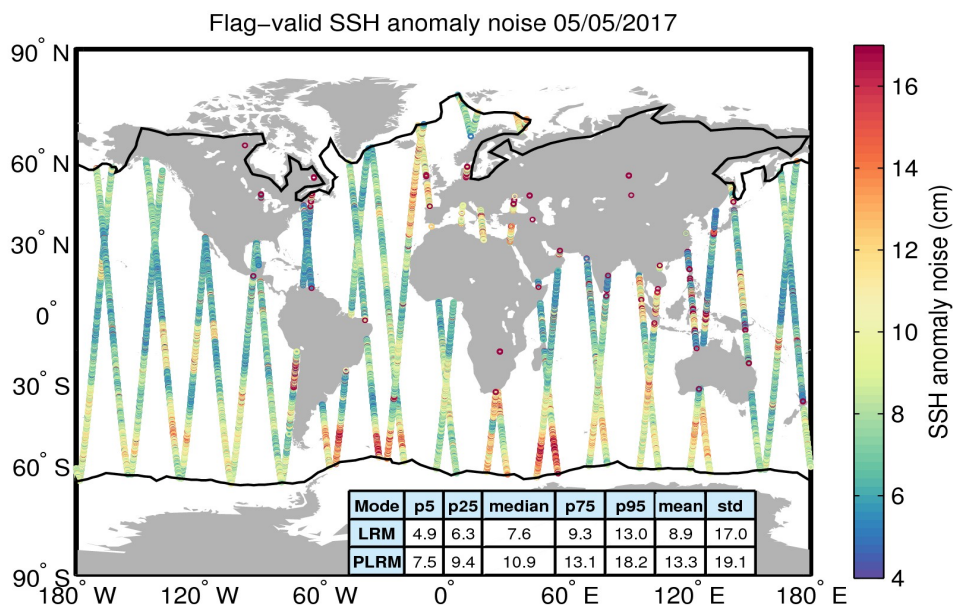 Flag−valid SSH anomaly noise 05/05/2017
90° N
60° N
30° N
0°
30° S
60° S
90° S
180° W
120° W
60° W
0°
60° E
120° E
180° E
Mode p5 p25 median p75 p95 mean std
LRM 4.9 6.3 7.6 9.3 13.0 8.9 17.0
PLRM 7.5 9.4 10.9 13.1 18.2 13.3 19.1
16
14
12
10
8
6
4
SSH anomaly noise (cm)